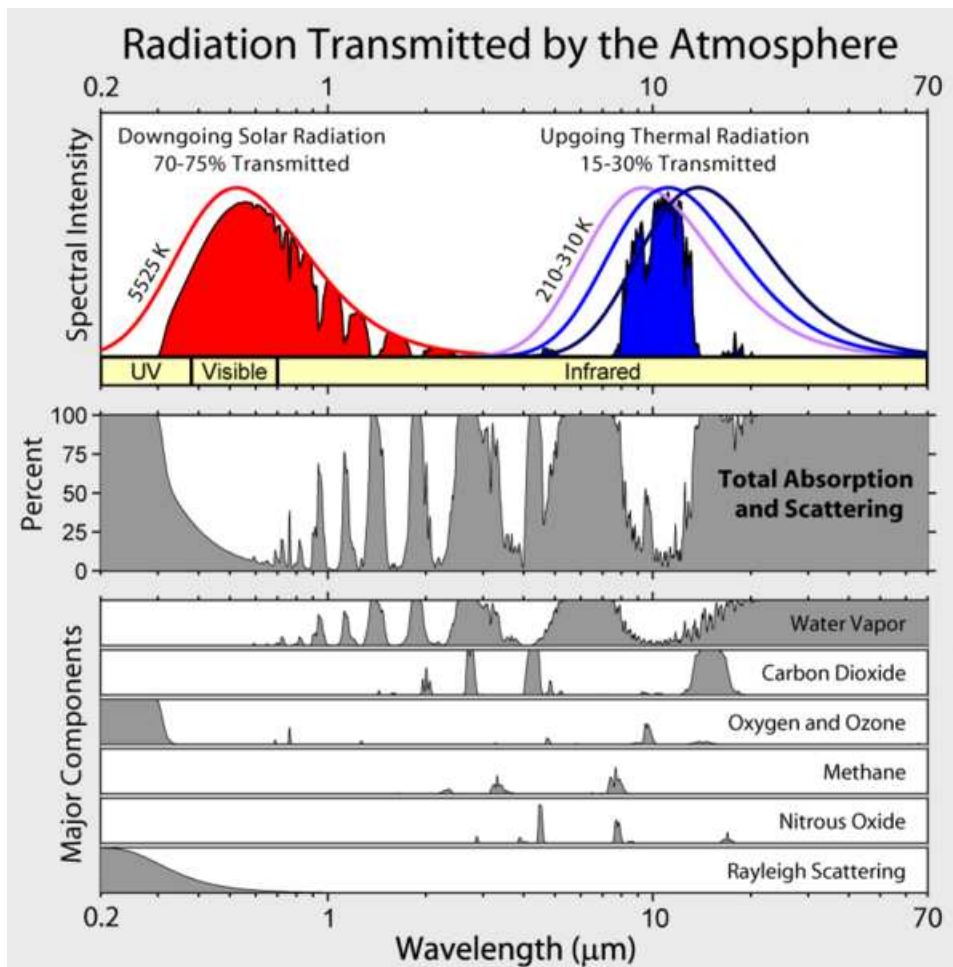 Radiation Transmitted by the Atmosphere
0.2 1 10 70
Downgoing Solar Radiation
70-75% Transmitted
Upgoing Thermal Radiation
15-30% Transmitted
Spectral Intensity
5525 K
210-310 K
UV Visible Infrared
Percent
100
75
50
25
0
Total Absorption
and Scattering
Major Components
Water Vapor
Carbon Dioxide
Oxygen and Ozone
Methane
Nitrous Oxide
Rayleigh Scattering
0.2 1 10 70
Wavelength (μm)